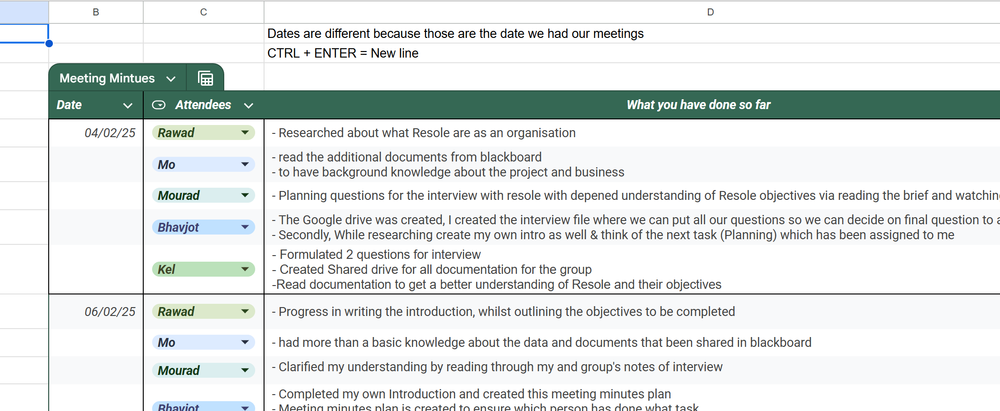 B C D
Dates are different because those are the date we had our meetings
CTRL + ENTER = New line
Meeting Mintues
Date Attendees What you have done so far
04/02/25 Rawad - Researched about what Resole are as an organisation
Mo - read the additional documents from blackboard
- to have background knowledge about the project and business
Mourad - Planning questions for the interview with resole with depened understanding of Resole objectives via reading the brief and watching
Bhavjot - The Google drive was created, I created the interview file where we can put all our questions so we can decide on final question to
- Secondly, While researching create my own intro as well & think of the next task (Planning) which has been assigned to me
Kel - Formulated 2 questions for interview
- Created Shared drive for all documentation for the group
-Read documentation to get a better understanding of Resole and their objectives
06/02/25 Rawad - Progress in writing the introduction, whilst outlining the objectives to be completed
Mo - had more than a basic knowledge about the data and documents that been shared in blackboard
Mourad - Clarified my understanding by reading through my and group's notes of interview
Bhavjot - Completed my own Introduction and created this meeting minutes plan
- Meeting minutes plan is created to ensure which person has done what task